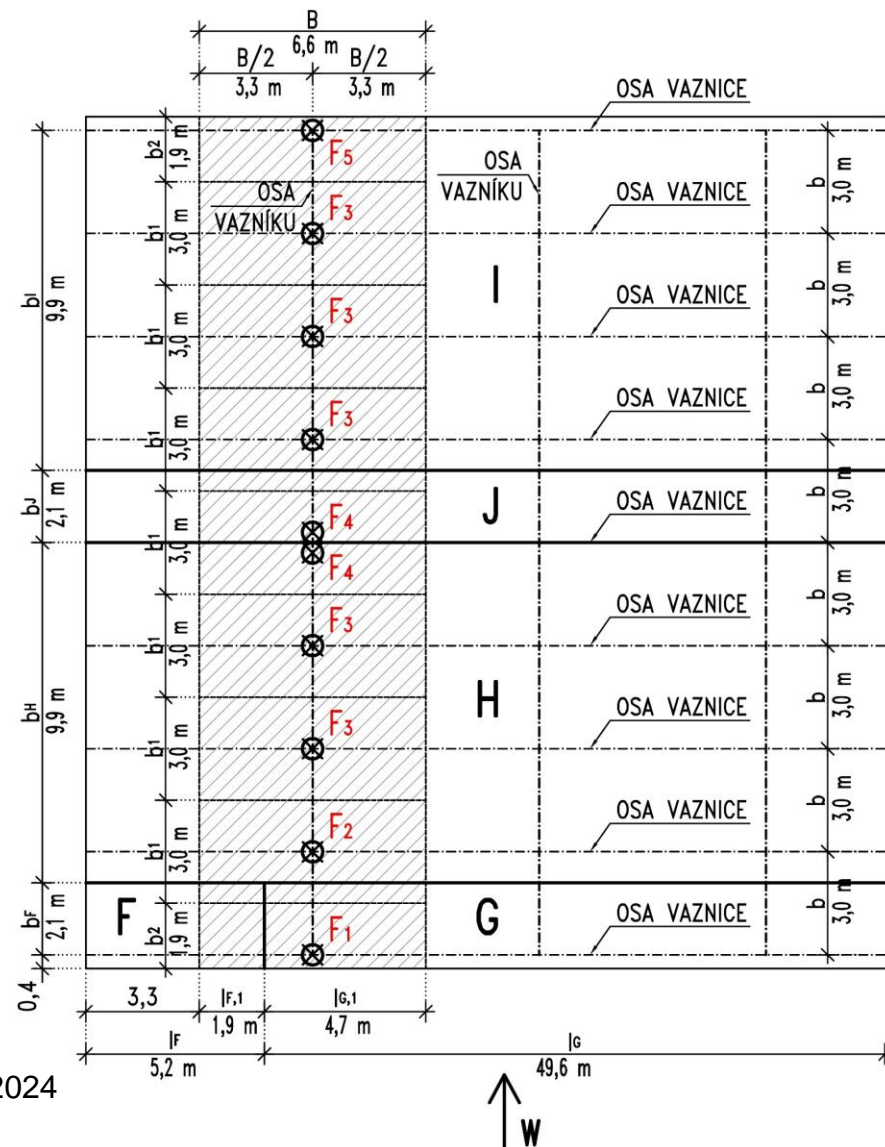 B
6,6 m
B/2
B/2
3,3 m
3,3 m
OSA VAZNICE
b2
1,9 m
F5
OSA
VAZNÍKU
OSA
VAZNÍKU
b
3,0 m
OSA VAZNICE
b1
3,0 m
F3
I
b
3,0 m
bI
9,9 m
OSA VAZNICE
b1
3,0 m
F3
b
3,0 m
OSA VAZNICE
b1
3,0 m
F3
b
3,0 m
OSA VAZNICE
bJ
2,1 m
F4
J
b1
3,0 m
F4
b
3,0 m
OSA VAZNICE
b1
3,0 m
F3
H
b
3,0 m
bH
9,9 m
OSA VAZNICE
b1
3,0 m
F3
b
3,0 m
OSA VAZNICE
b1
3,0 m
F2
b
3,0 m
OSA VAZNICE
bF
2,1 m
F
b2
1,9 m
F1
G
0,4
3,3
lF,1
lG,1
1,9 m
4,7 m
lF
lG
5,2 m
49,6 m
2024
W